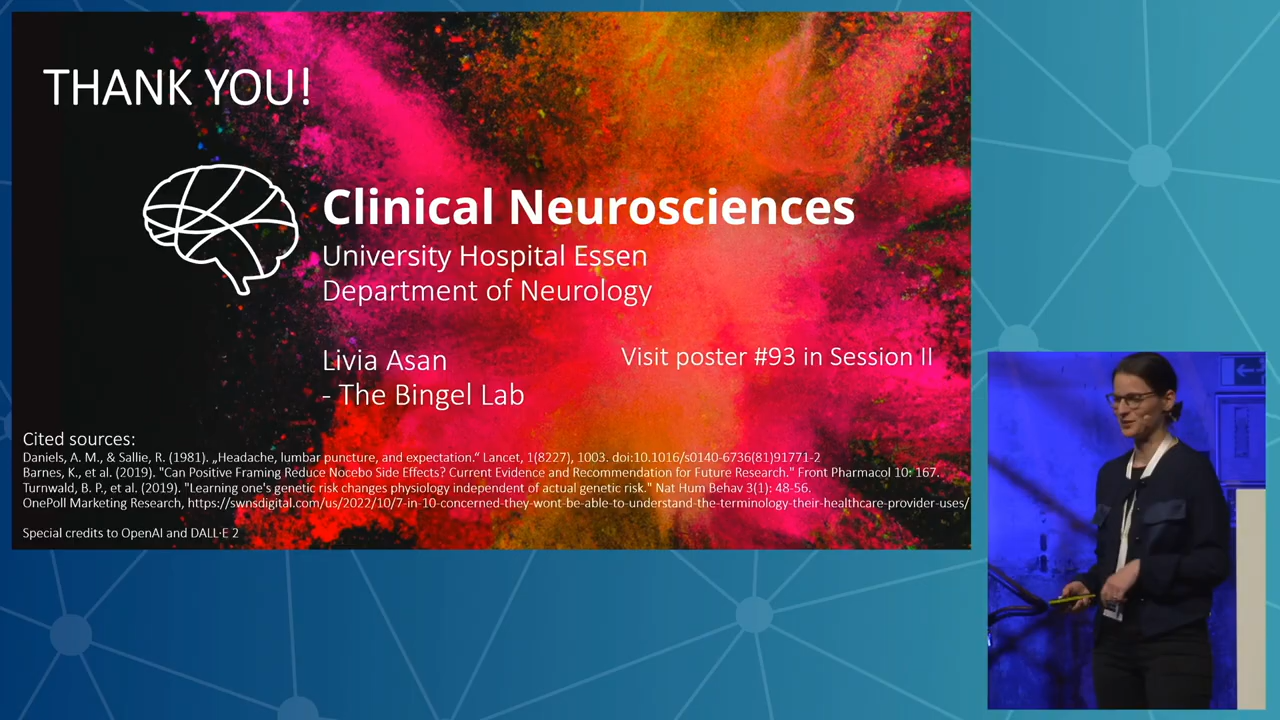 THANK YOU!
Clinical Neurosciences
University Hospital Essen
Department of Neurology
Livia Asan
- The Bingel Lab
Visit poster #93 in Session II
Cited sources:
Daniels, A. M., & Sallie, R. (1981). „Headache, lumbar puncture, and expectation.“ Lancet, 1(8227), 1003. doi:10.1016/s0140-6736(81)91771-2
Barnes, K., et al. (2019). "Can Positive Framing Reduce Nocebo Side Effects? Current Evidence and Recommendation for Future Research." Front Pharmacol 10: 167.
Turnwald, B. P., et al. (2019). "Learning one's genetic risk changes physiology independent of actual genetic risk." Nat Hum Behav 3(1): 48-56.
OnePoll Marketing Research, https://swnsdigital.com/us/2022/10/7-in-10-concerned-they-wont-be-able-to-understand-the-terminology-their-healthcare-provider-uses/
Special credits to OpenAI and DALL·E 2